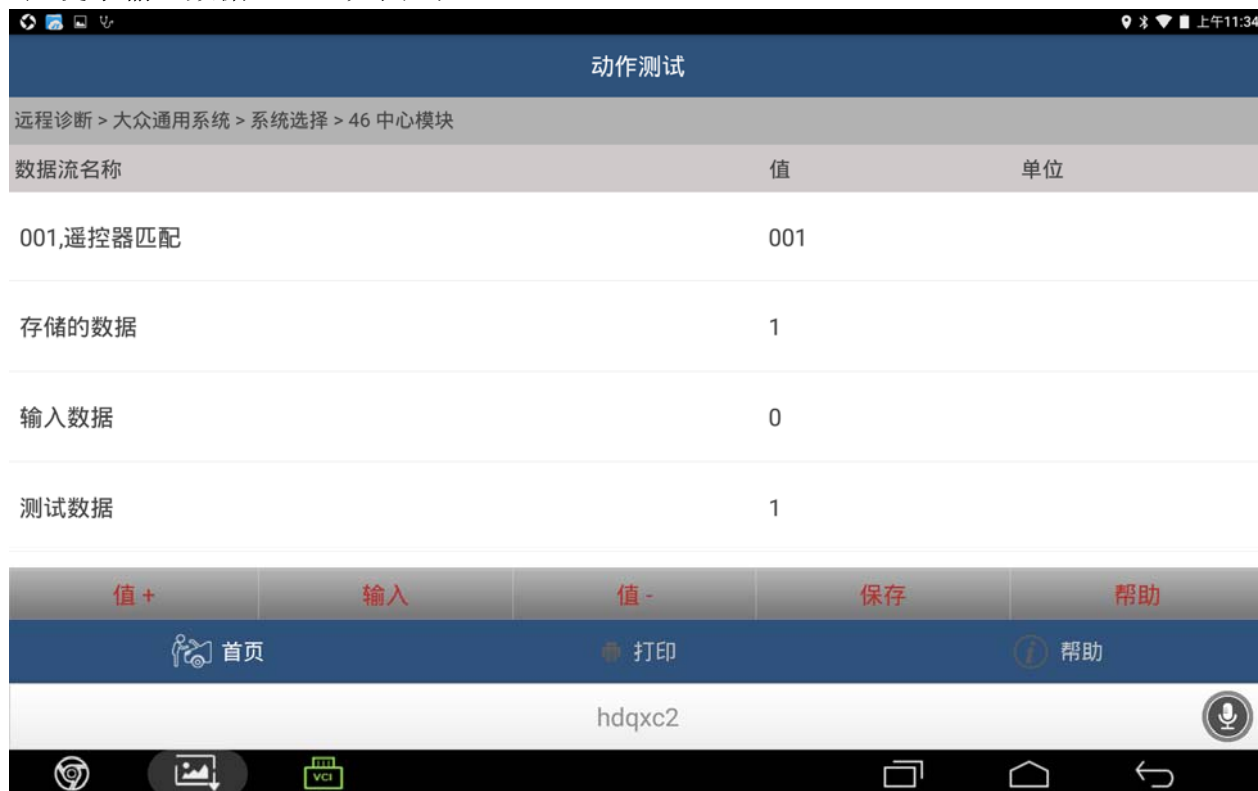 上午11:34
动作测试
远程诊断 > 大众通用系统 > 系统选择 > 46 中心模块
数据流名称 值 单位
001,遥控器匹配 001
存储的数据 1
输入数据 0
测试数据 1
值 + 输入 值 - 保存 帮助
首页 打印 帮助
hdqxc2
VCI